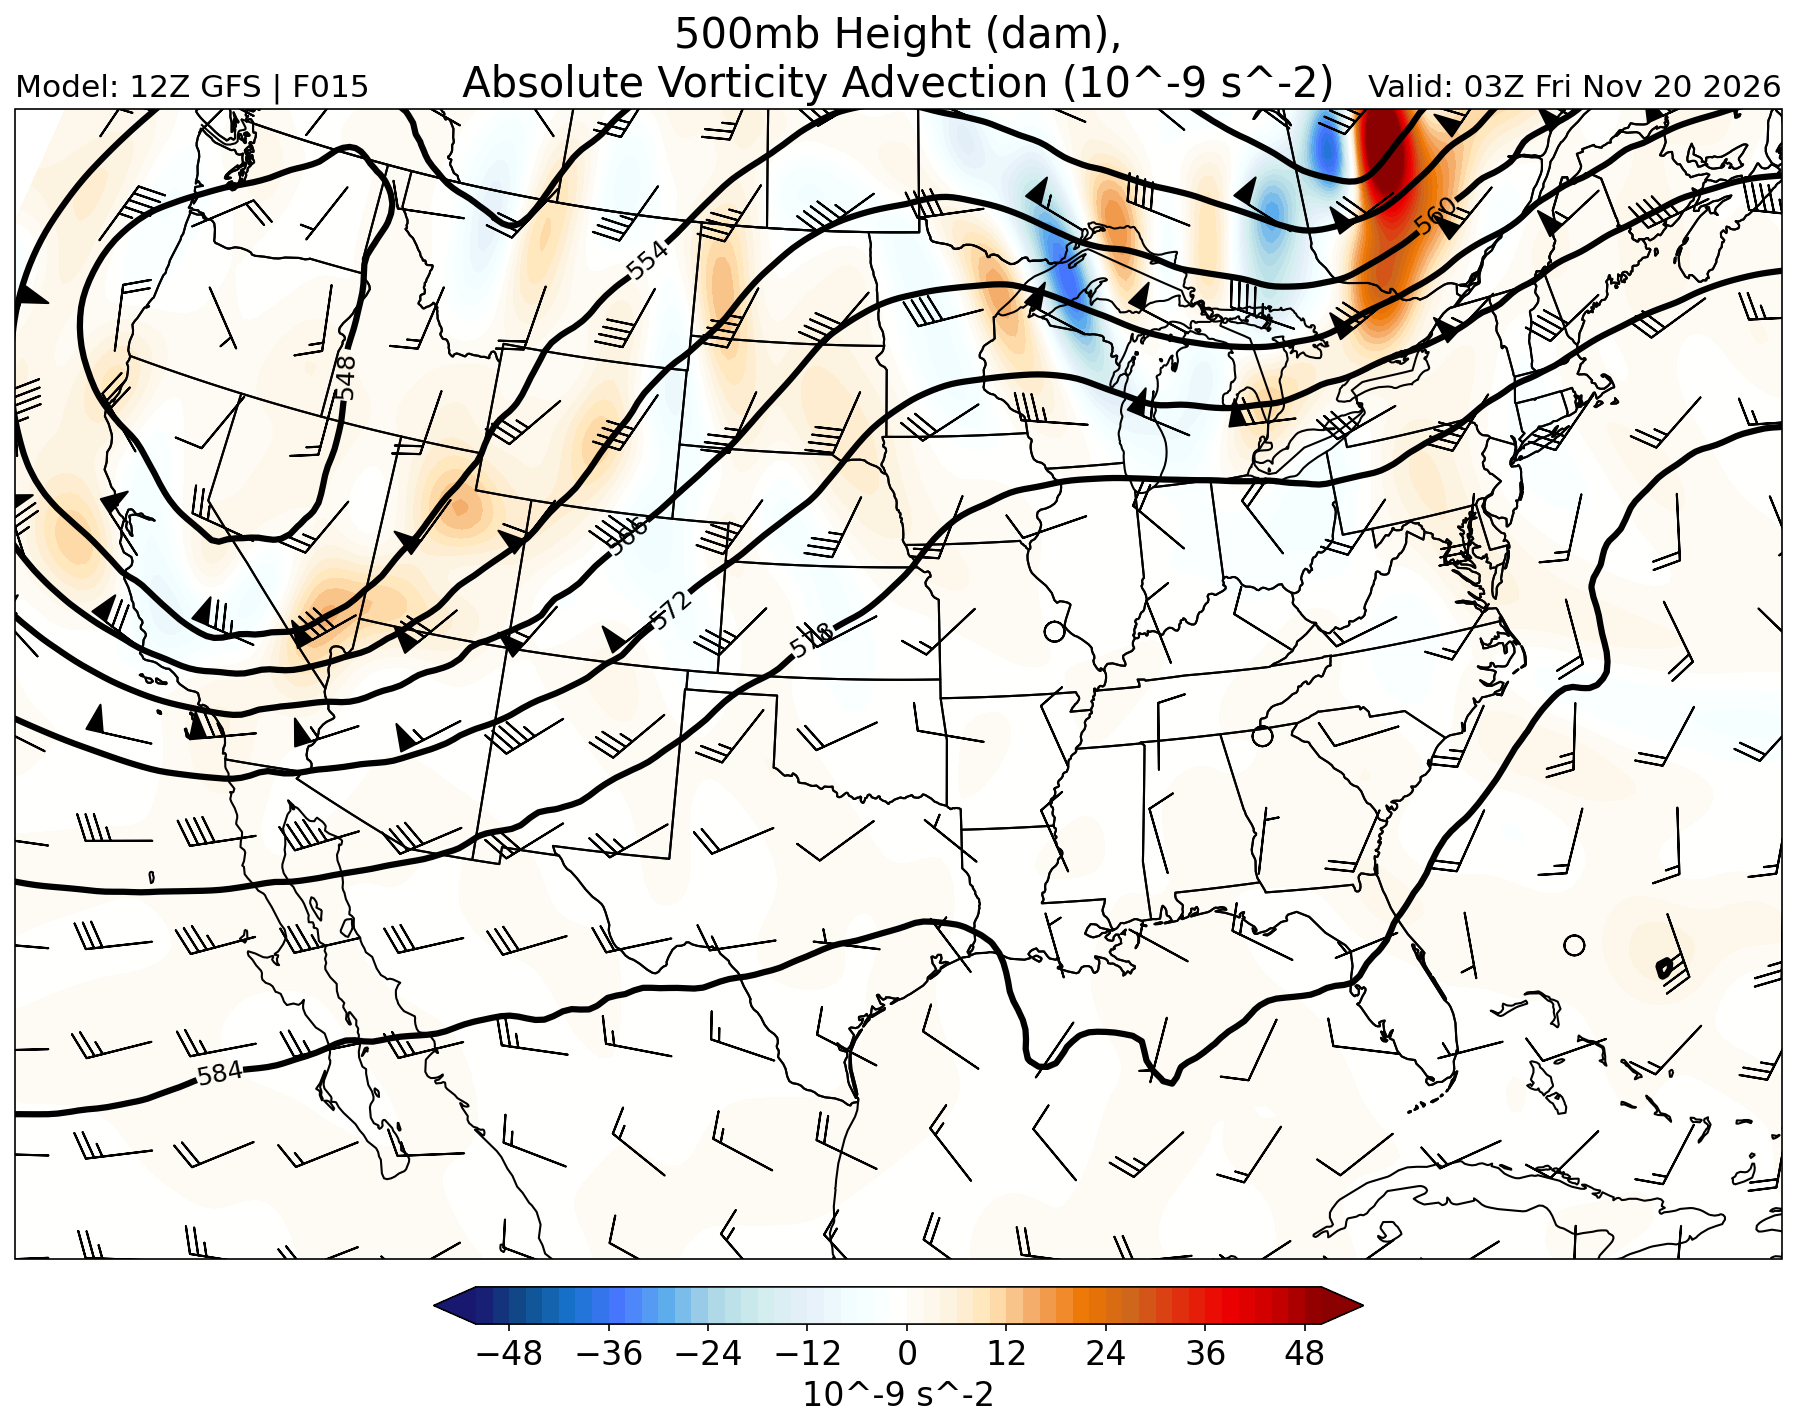 500mb Height (dam),
Model: 12Z GFS | F015
Absolute Vorticity Advection (10^-9 s^-2)
Valid: 03Z Fri Nov 20 2026
560
554
548
566
572
578
584
−48 −36 −24 −12 0 12 24 36 48
10^-9 s^-2